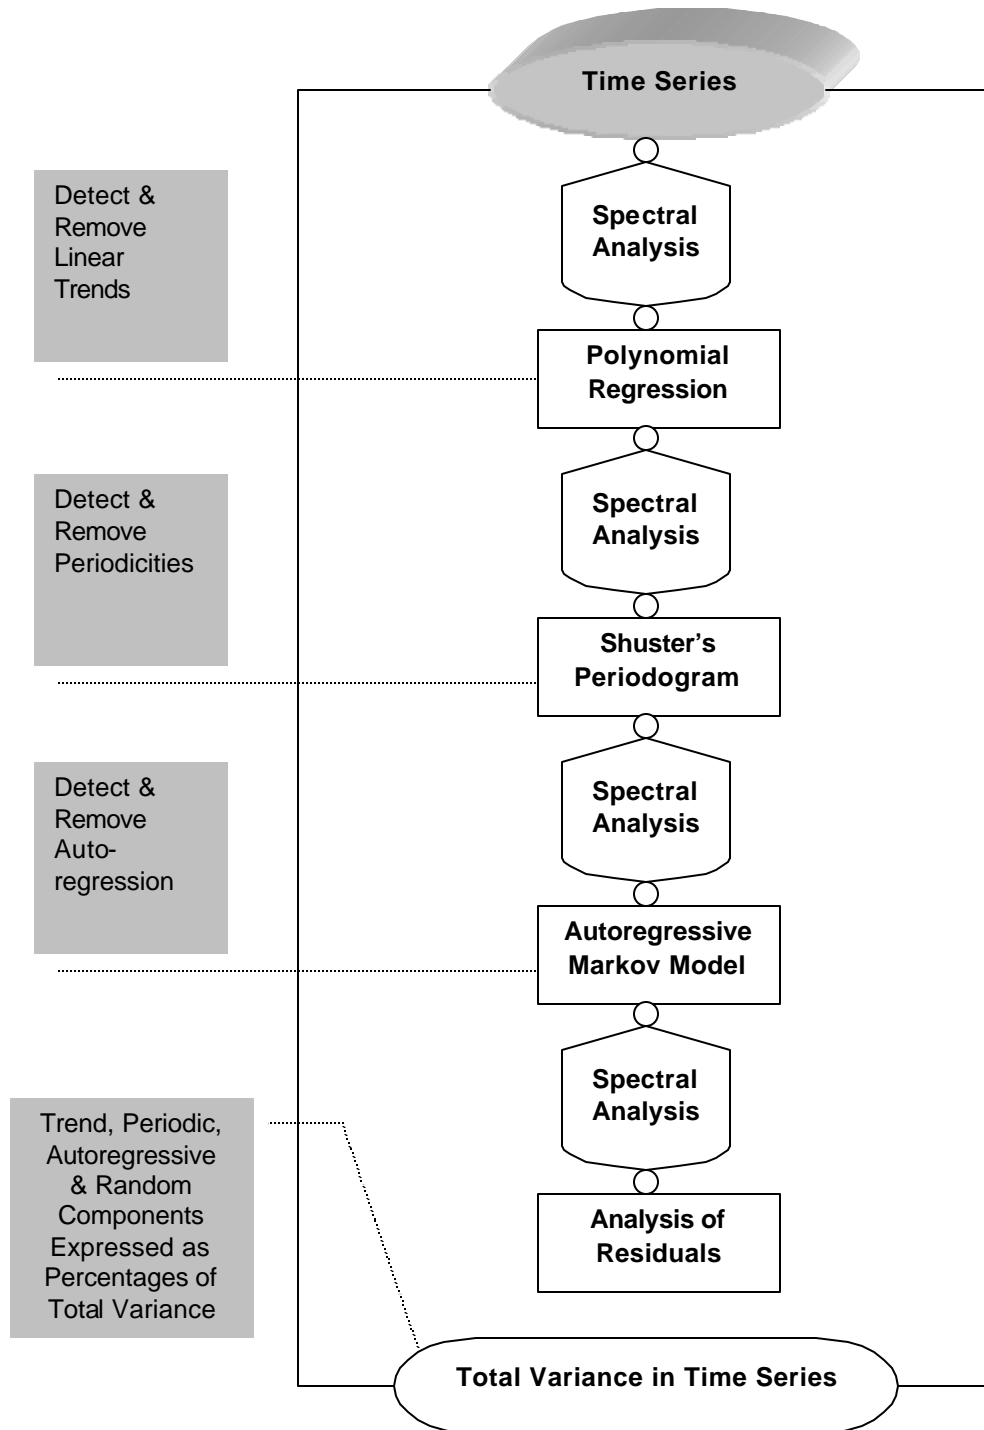 Time Series
Detect &
Remove
Linear
Trends
Spectral
Analysis
Polynomial
Regression
Detect &
Remove
Periodicities
Spectral
Analysis
Shuster's
Periodogram
Detect &
Remove
Auto-
regression
Spectral
Analysis
Autoregressive
Markov Model
Spectral
Analysis
Trend, Periodic,
Autoregressive
& Random
Components
Expressed as
Percentages of
Total Variance
Analysis of
Residuals
Total Variance in Time Series